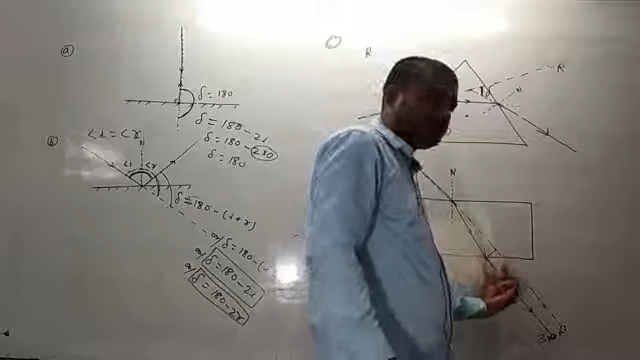 (a)
δ = 180
δ = 180 - 2i
δ = 180 - 2×0
δ = 180
(b)
<i = <r
N
<i <r
δ = 180 - (i + r)
or δ = 180 - (
or δ = 180 - 2i
or δ = 180 - 2r
R
R
N
N